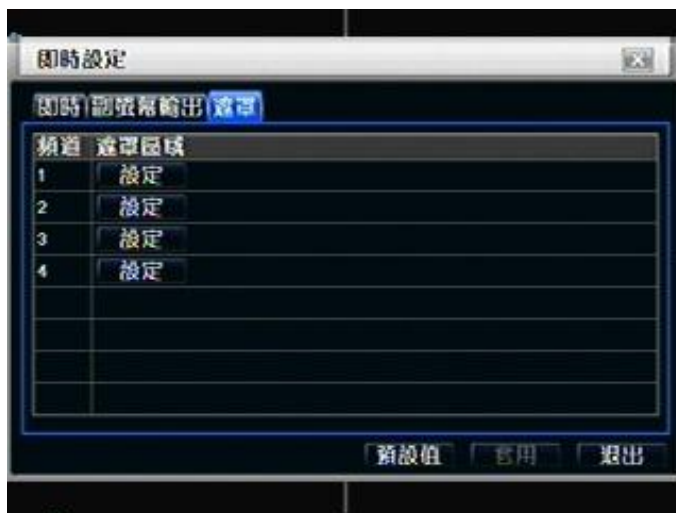 即時設定
即時 副螢幕輸出 遮罩
頻道 遮罩區域
1 設定
2 設定
3 設定
4 設定
預設值 套用 退出